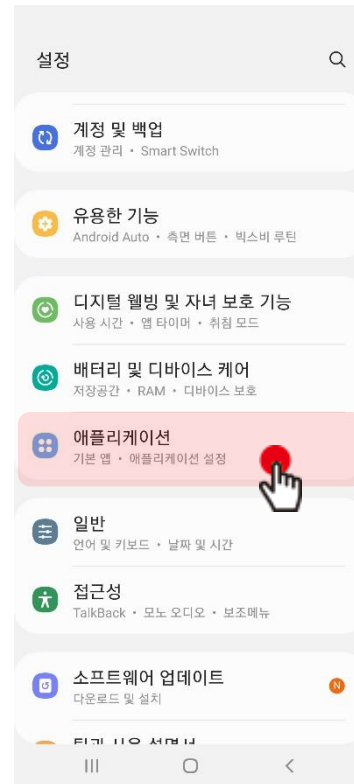 설정
계정 및 백업
계정 관리 • Smart Switch
유용한 기능
Android Auto • 측면 버튼 • 빅스비 루틴
디지털 웰빙 및 자녀 보호 기능
사용 시간 • 앱 타이머 • 취침 모드
배터리 및 디바이스 케어
저장공간 • RAM • 디바이스 보호
애플리케이션
기본 앱 • 애플리케이션 설정
일반
언어 및 키보드 • 날짜 및 시간
접근성
TalkBack • 모노 오디오 • 보조메뉴
소프트웨어 업데이트
N
다운로드 및 설치